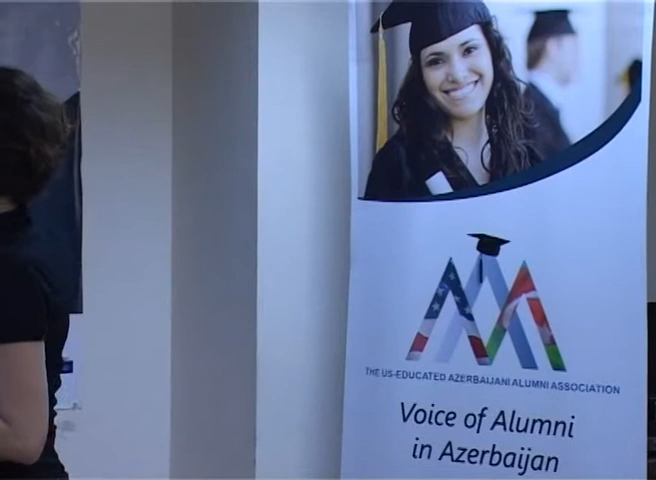 THE US-EDUCATED AZERBAIJANI ALUMNI ASSOCIATION
Voice of Alumni
in Azerbaijan